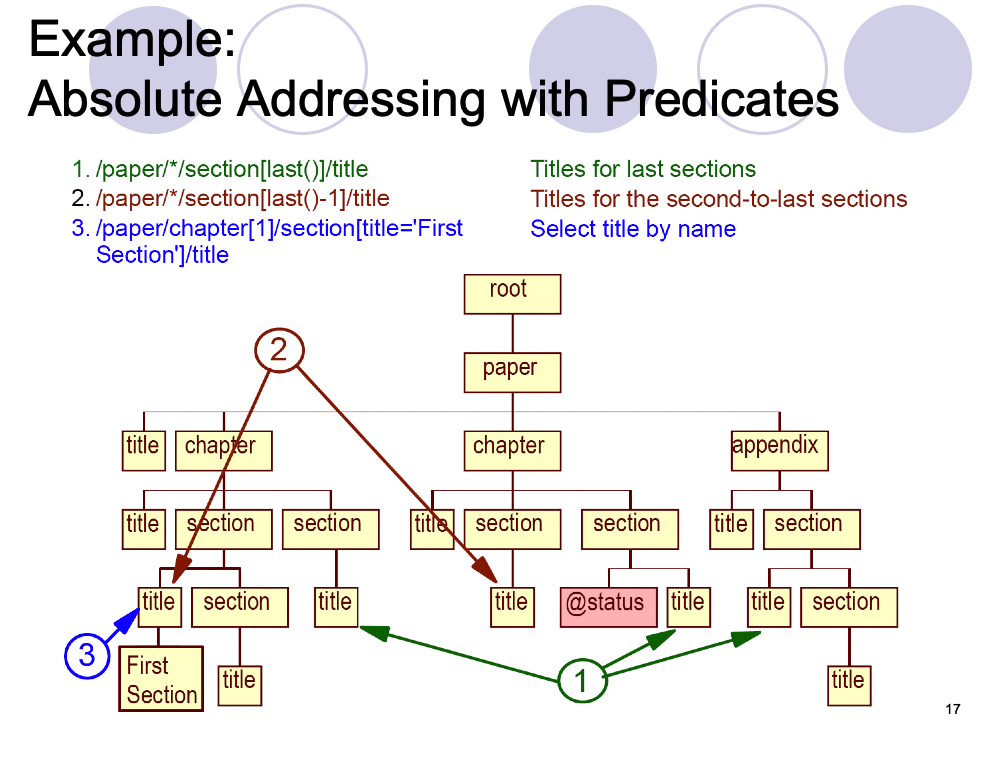 Example:
Absolute Addressing with Predicates
1. /paper/*/section[last()]/title
Titles for last sections
2. /paper/*/section[last()-1]/title
Titles for the second-to-last sections
3. /paper/chapter[1]/section[title='First
Section']/title
Select title by name
root
2
paper
title chapter chapter appendix
title section section title section section title section
title section title title @status title title section
3
First
Section
title
1
title
17